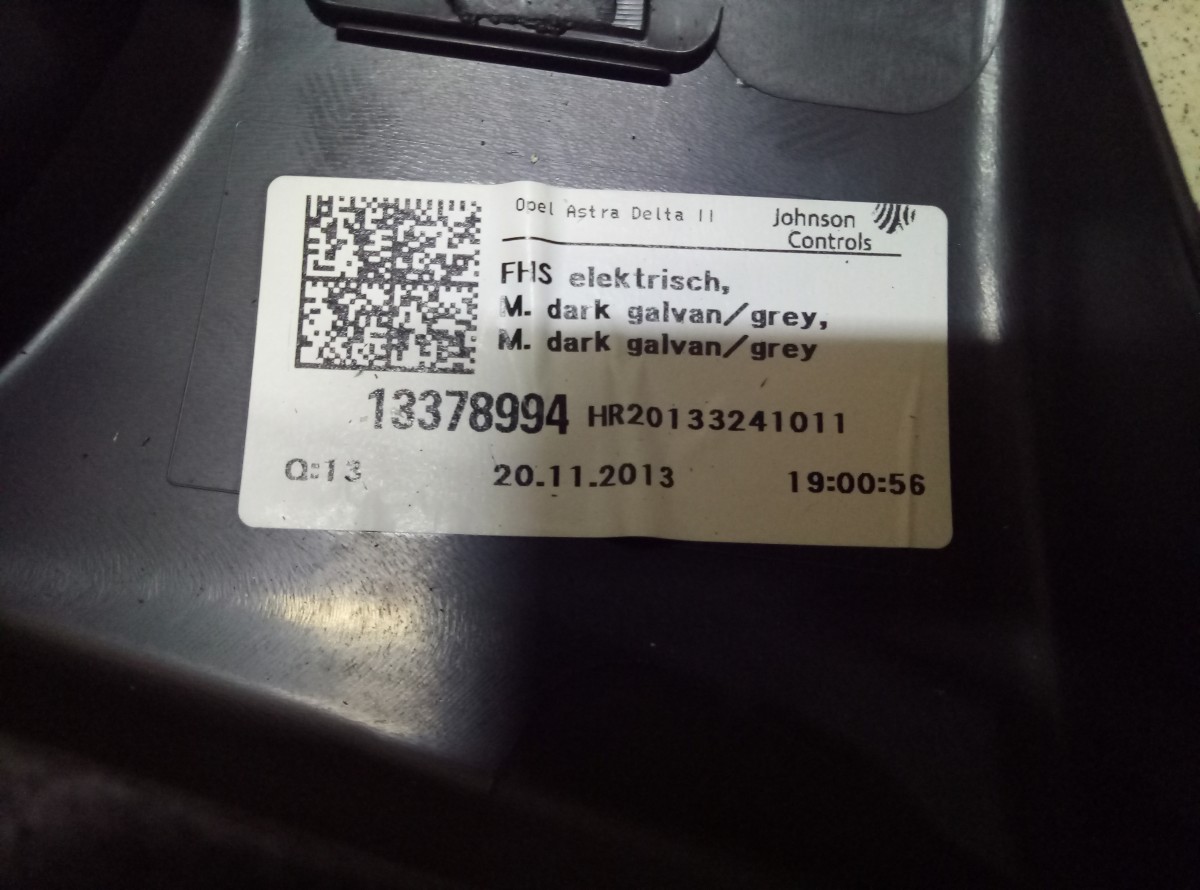 Opel Astra Delta II
Johnson
Controls
FHS elektrisch,
M. dark galvan/grey,
M. dark galvan/grey
13378994 HR20133241011
Q:13 20.11.2013 19:00:56